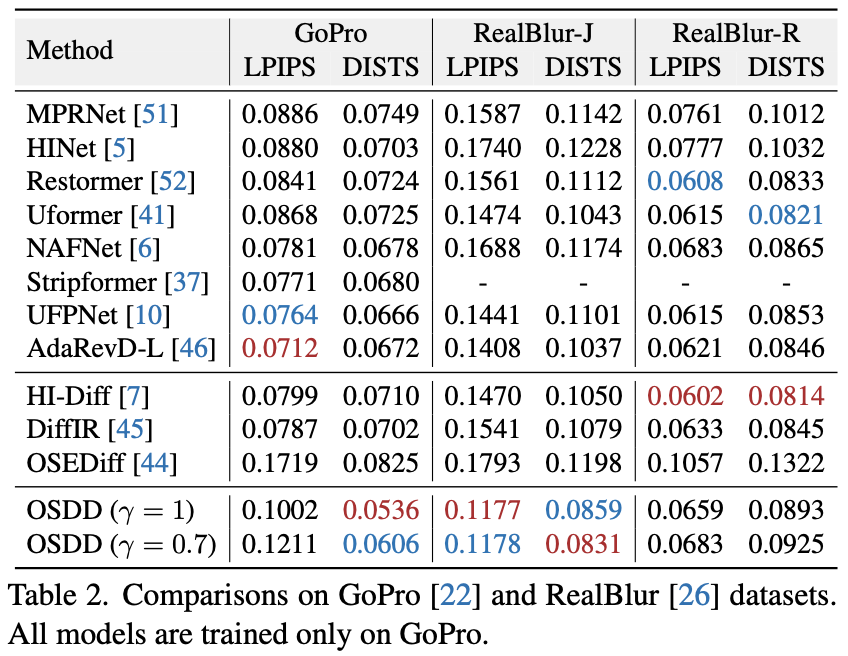 Method GoPro RealBlur-J RealBlur-R
LPIPS DISTS LPIPS DISTS LPIPS DISTS
MPRNet [51] 0.0886 0.0749 0.1587 0.1142 0.0761 0.1012
HINet [5] 0.0880 0.0703 0.1740 0.1228 0.0777 0.1032
Restormer [52] 0.0841 0.0724 0.1561 0.1112 0.0608 0.0833
Uformer [41] 0.0868 0.0725 0.1474 0.1043 0.0615 0.0821
NAFNet [6] 0.0781 0.0678 0.1688 0.1174 0.0683 0.0865
Stripformer [37] 0.0771 0.0680 - - - -
UFPNet [10] 0.0764 0.0666 0.1441 0.1101 0.0615 0.0853
AdaRevD-L [46] 0.0712 0.0672 0.1408 0.1037 0.0621 0.0846
HI-Diff [7] 0.0799 0.0710 0.1470 0.1050 0.0602 0.0814
DiffIR [45] 0.0787 0.0702 0.1541 0.1079 0.0633 0.0845
OSEDiff [44] 0.1719 0.0825 0.1793 0.1198 0.1057 0.1322
OSDD (γ = 1) 0.1002 0.0536 0.1177 0.0859 0.0659 0.0893
OSDD (γ = 0.7) 0.1211 0.0606 0.1178 0.0831 0.0683 0.0925
Table 2. Comparisons on GoPro [22] and RealBlur [26] datasets.
All models are trained only on GoPro.